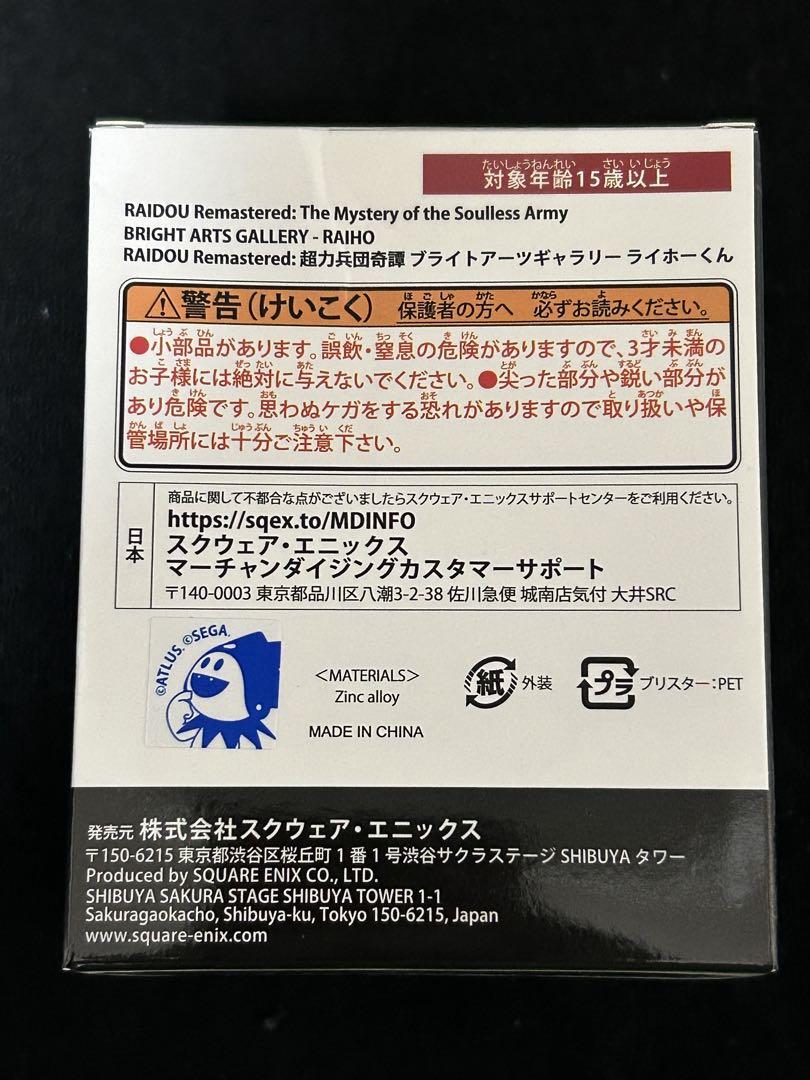 たいしょうねんれい さい いじょう
対象年齢15歳以上
RAIDOU Remastered: The Mystery of the Soulless Army
BRIGHT ARTS GALLERY - RAIHO
RAIDOU Remastered: 超力兵団奇譚 ブライトアーツギャラリー ライホーくん
⚠警告(けいこく) 保護者の方へ 必ずお読みください。
●小部品があります。誤飲・窒息の危険がありますので、3才未満の
お子様には絶対に与えないでください。●尖った部分や鋭い部分が
あり危険です。思わぬケガをする恐れがありますので取り扱いや保
管場所には十分ご注意下さい。
日本
商品に関して不都合な点がございましたらスクウェア・エニックスサポートセンターをご利用ください。
https://sqex.to/MDINFO
スクウェア・エニックス
マーチャンダイジングカスタマーサポート
〒140-0003 東京都品川区八潮3-2-38 佐川急便 城南店気付 大井SRC
©ATLUS. ©SEGA.
<MATERIALS>
Zinc alloy
MADE IN CHINA
紙 外装
プラ ブリスター:PET
発売元 株式会社スクウェア・エニックス
〒150-6215 東京都渋谷区桜丘町1番1号渋谷サクラステージ SHIBUYA タワー
Produced by SQUARE ENIX CO., LTD.
SHIBUYA SAKURA STAGE SHIBUYA TOWER 1-1
Sakuragaokacho, Shibuya-ku, Tokyo 150-6215, Japan
www.square-enix.com